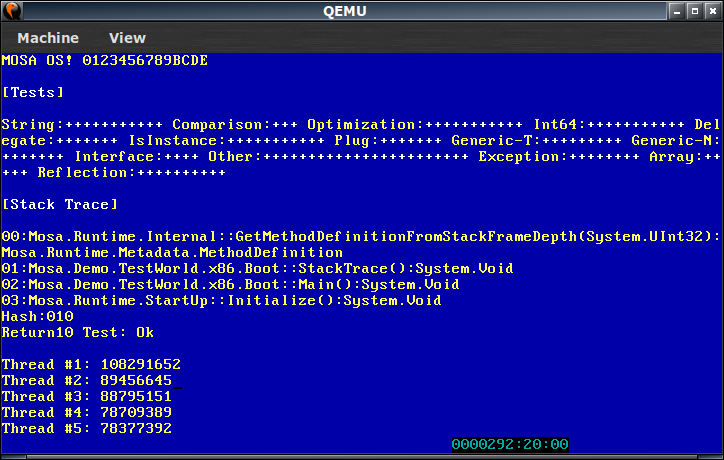 QEMU
Machine View
MOSA OS! 0123456789BCDE
[Tests]
String:+++++++++++ Comparison:+++ Optimization:+++++++++++ Int64:+++++++++++ Del
egate:+++++++ IsInstance:+++++++++++ Plug:+++++++ Generic-T:+++++++++ Generic-N:
+++++++ Interface:++++ Other:+++++++++++++++++++++++ Exception:++++++++ Array:++
++++ Reflection:++++++++++
[Stack Trace]
00:Mosa.Runtime.Internal::GetMethodDefinitionFromStackFrameDepth(System.UInt32):
Mosa.Runtime.Metadata.MethodDefinition
01:Mosa.Demo.TestWorld.x86.Boot::StackTrace():System.Void
02:Mosa.Demo.TestWorld.x86.Boot::Main():System.Void
03:Mosa.Runtime.StartUp::Initialize():System.Void
Hash:010
Return10 Test: Ok
Thread #1: 108291652
Thread #2: 89456645_
Thread #3: 88795151
Thread #4: 78709389
Thread #5: 78377392
0000292:20:00